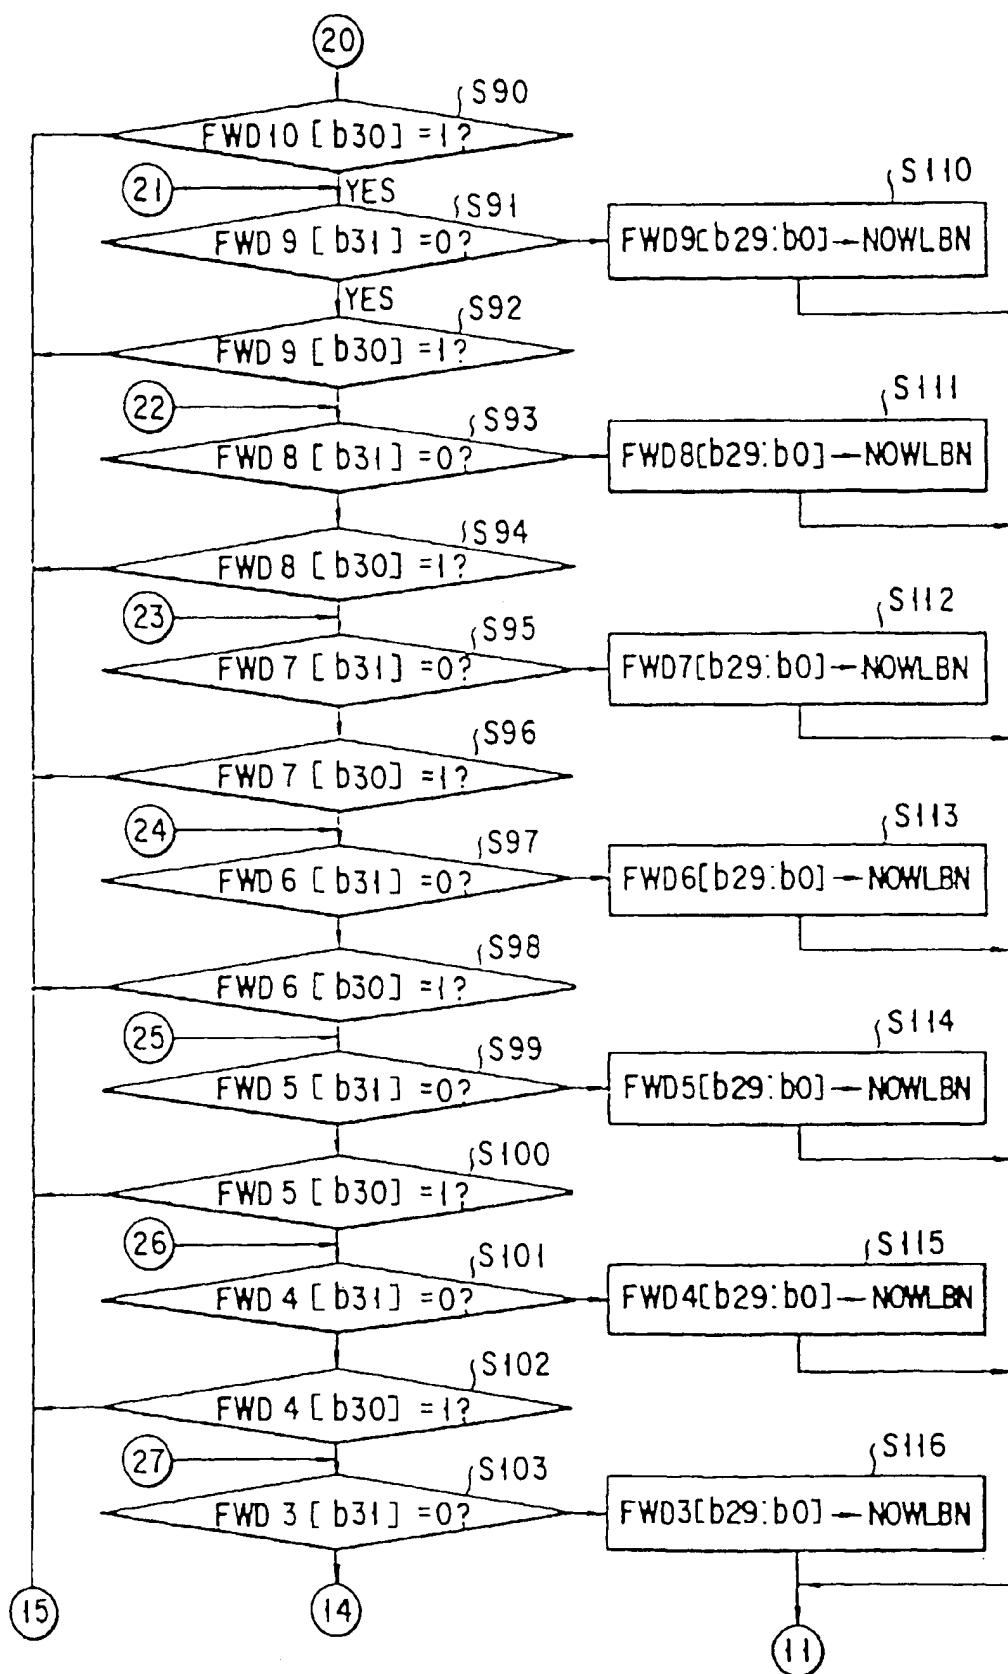 20
S90
FWD10 [b30] =1?
21
YES
S91
FWD9 [b31] =0?
S110
FWD9[b29:b0]→NOWLBN
YES
S92
FWD9 [b30] =1?
22
S93
FWD8 [b31] =0?
S111
FWD8[b29:b0]→NOWLBN
S94
FWD8 [b30] =1?
23
S95
FWD7 [b31] =0?
S112
FWD7[b29:b0]→NOWLBN
S96
FWD7 [b30] =1?
24
S97
FWD6 [b31] =0?
S113
FWD6[b29:b0]→NOWLBN
S98
FWD6 [b30] =1?
25
S99
FWD5 [b31] =0?
S114
FWD5[b29:b0]→NOWLBN
S100
FWD5 [b30] =1?
26
S101
FWD4 [b31] =0?
S115
FWD4[b29:b0]→NOWLBN
S102
FWD4 [b30] =1?
27
S103
FWD3 [b31] =0?
S116
FWD3[b29:b0]→NOWLBN
15
14
11